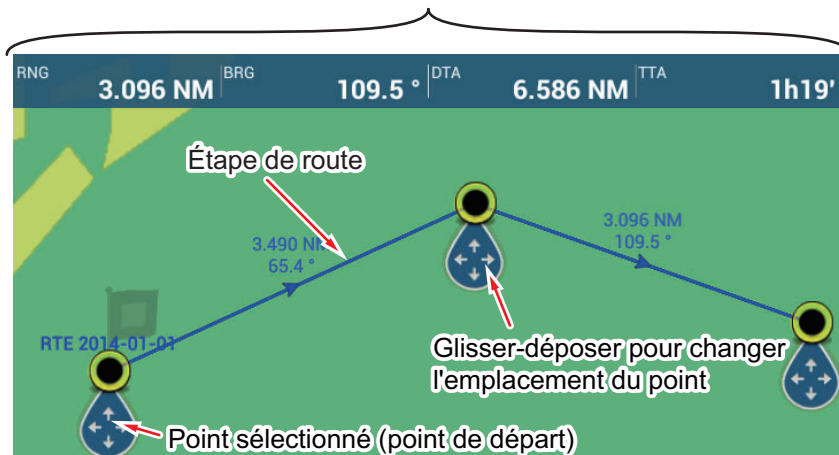 RNG 3.096 NM BRG 109.5 ° DTA 6.586 NM TTA 1h19'
Étape de route
3.490 NM
65.4 °
3.096 NM
109.5 °
RTE 2014-01-01
Glisser-déposer pour changer
l'emplacement du point
Point sélectionné (point de départ)